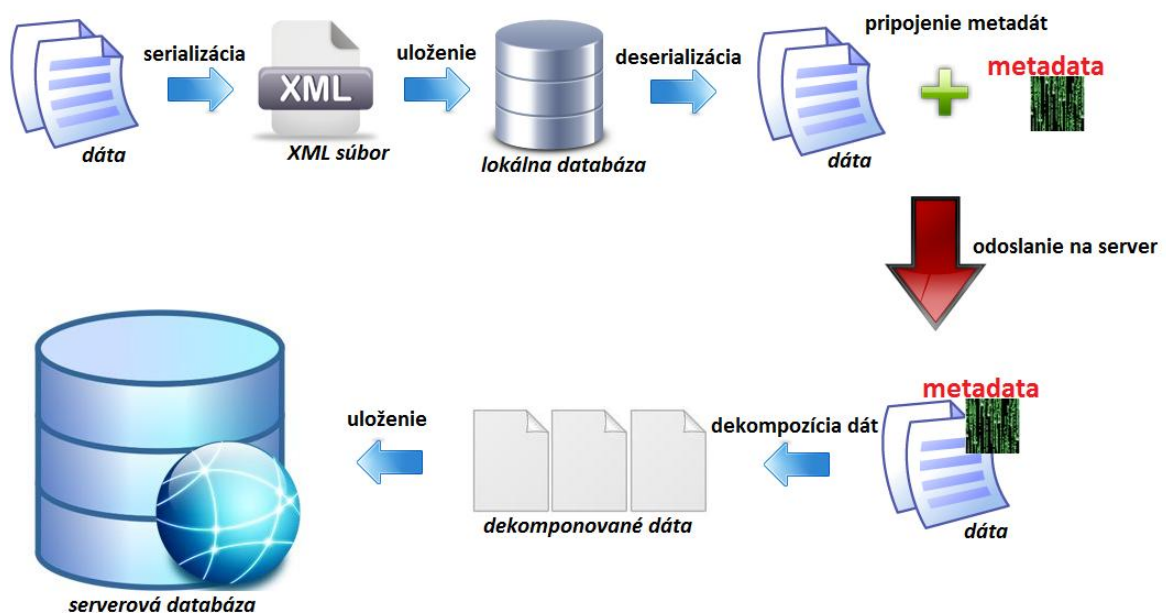 serializácia
uloženie
deserializácia
pripojenie metadát
metadata
XML
dáta
XML súbor
lokálna databáza
dáta
odoslanie na server
metadata
uloženie
dekompozícia dát
dekomponované dáta
dáta
serverová databáza